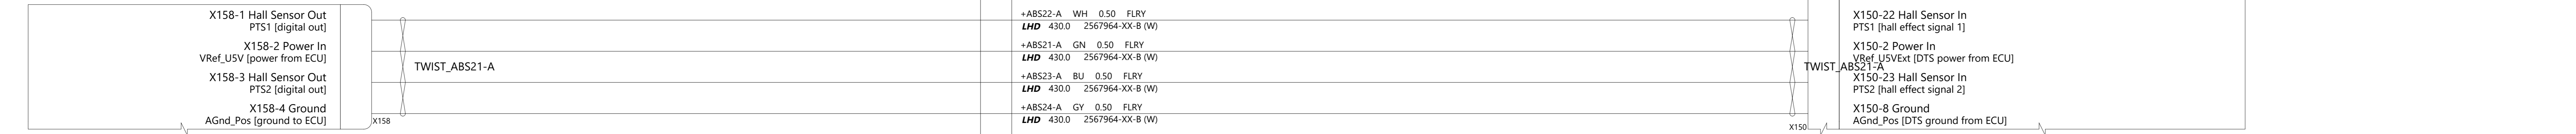 X158-1 Hall Sensor Out
PTS1 [digital out]
X158-2 Power In
VRef_U5V [power from ECU]
X158-3 Hall Sensor Out
PTS2 [digital out]
X158-4 Ground
AGnd_Pos [ground to ECU]
X158
TWIST_ABS21-A
+ABS22-A WH 0.50 FLRY
LHD 430.0 2567964-XX-B (W)
+ABS21-A GN 0.50 FLRY
LHD 430.0 2567964-XX-B (W)
+ABS23-A BU 0.50 FLRY
LHD 430.0 2567964-XX-B (W)
+ABS24-A GY 0.50 FLRY
LHD 430.0 2567964-XX-B (W)
TWIST_ABS21-A
X150
X150-22 Hall Sensor In
PTS1 [hall effect signal 1]
X150-2 Power In
VRef_U5VExt [DTS power from ECU]
X150-23 Hall Sensor In
PTS2 [hall effect signal 2]
X150-8 Ground
AGnd_Pos [DTS ground from ECU]